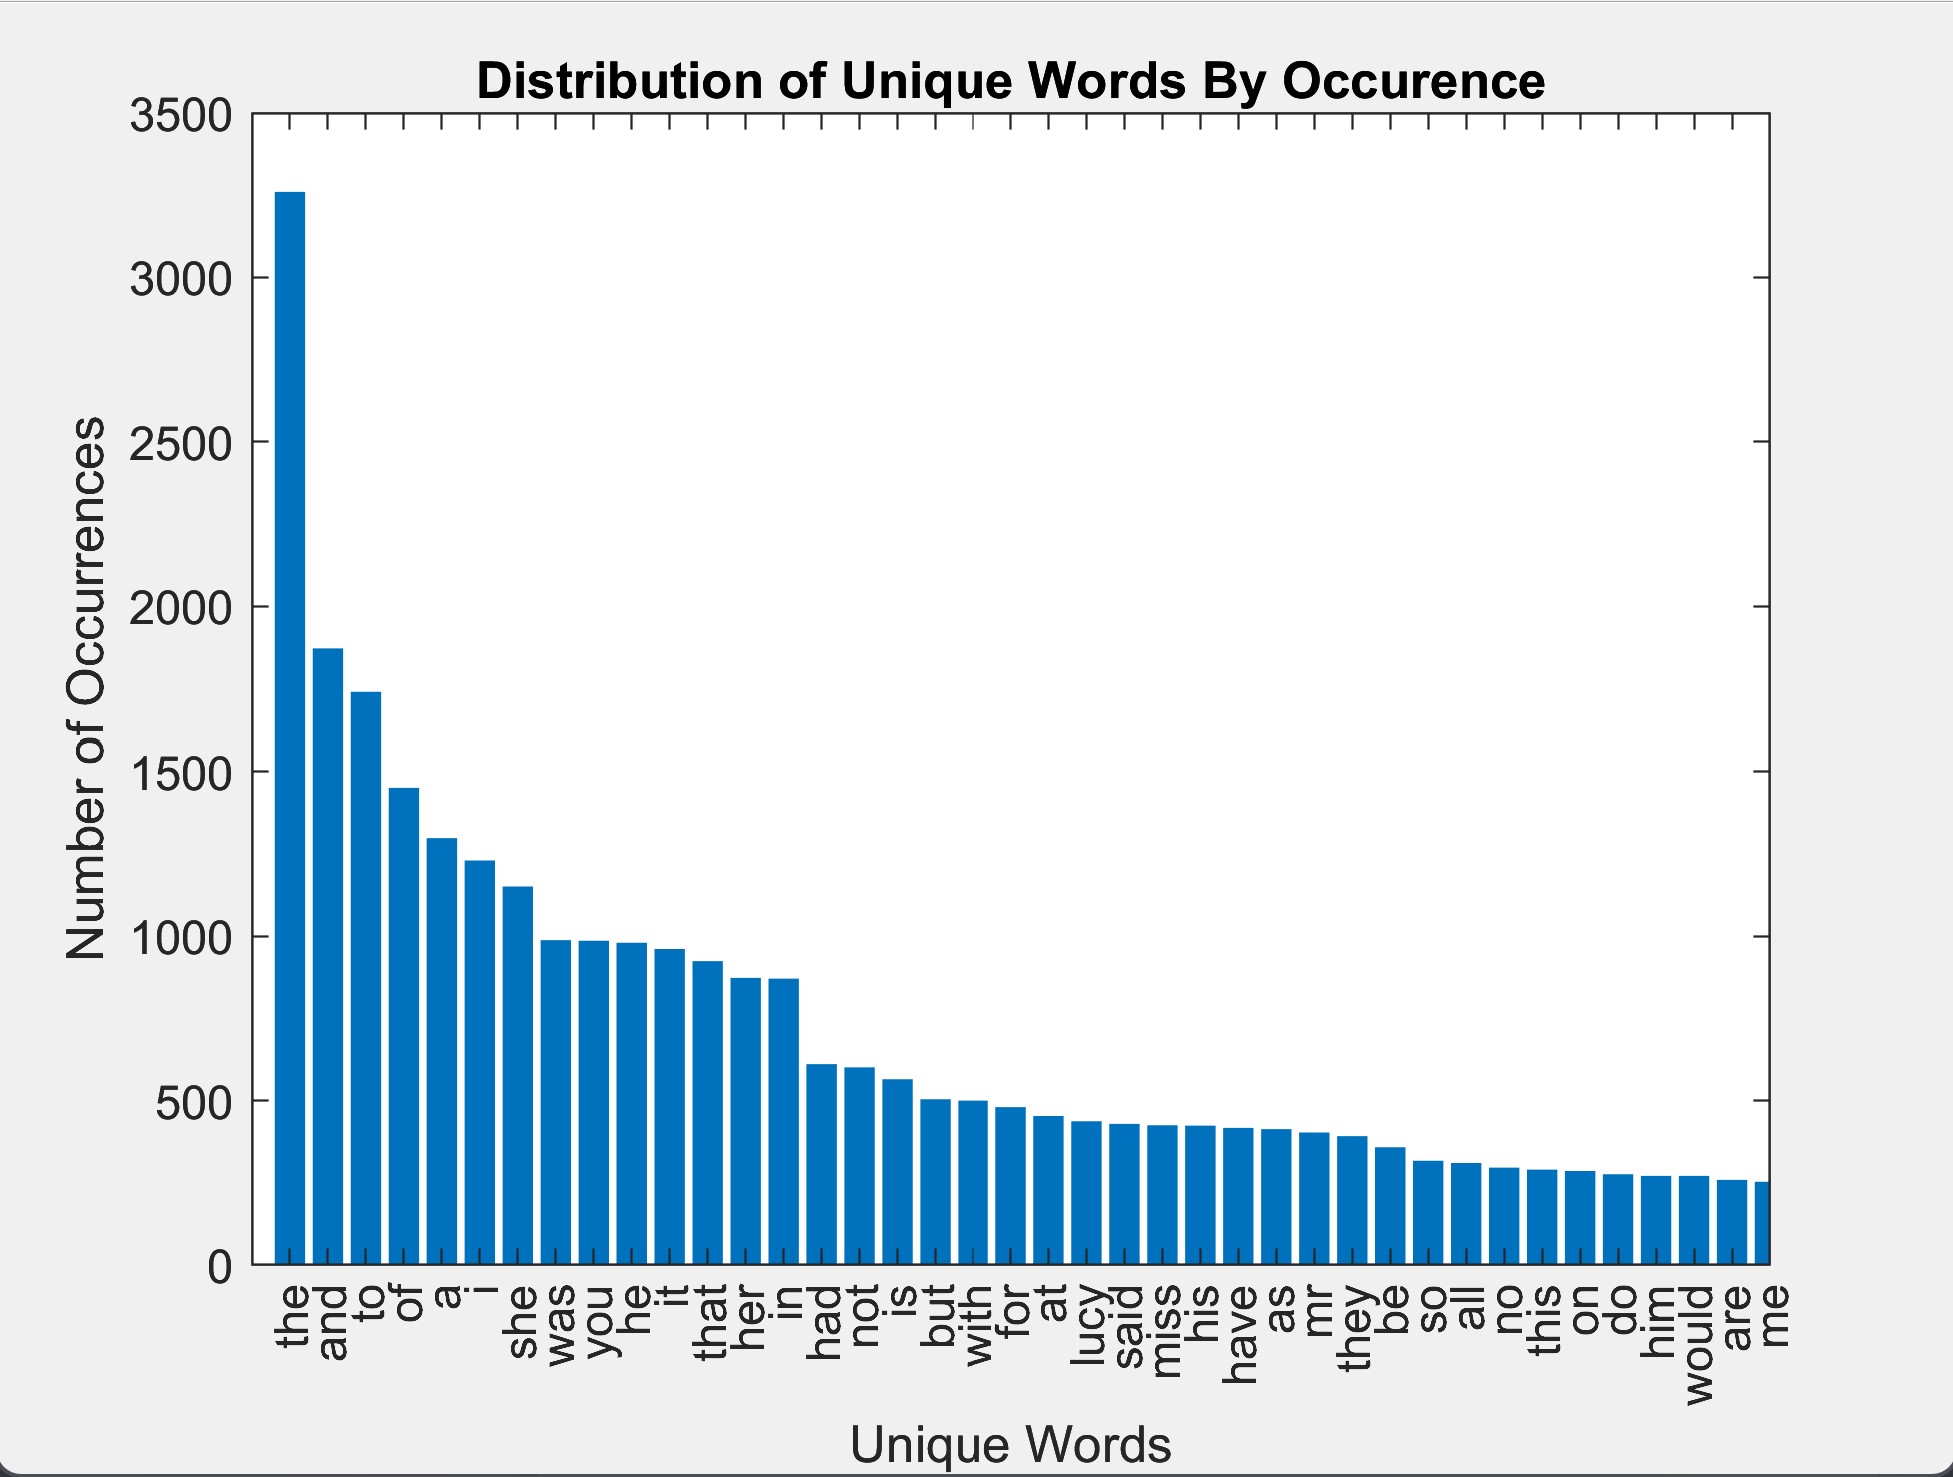 Distribution of Unique Words By Occurence
3500
3000
2500
2000
1500
1000
500
0
Number of Occurrences
the
and
to
of
a
i
she
was
you
he
it
that
her
in
had
not
is
but
with
for
at
lucy
said
miss
his
have
as
mr
they
be
so
all
no
this
on
do
him
would
are
me
Unique Words